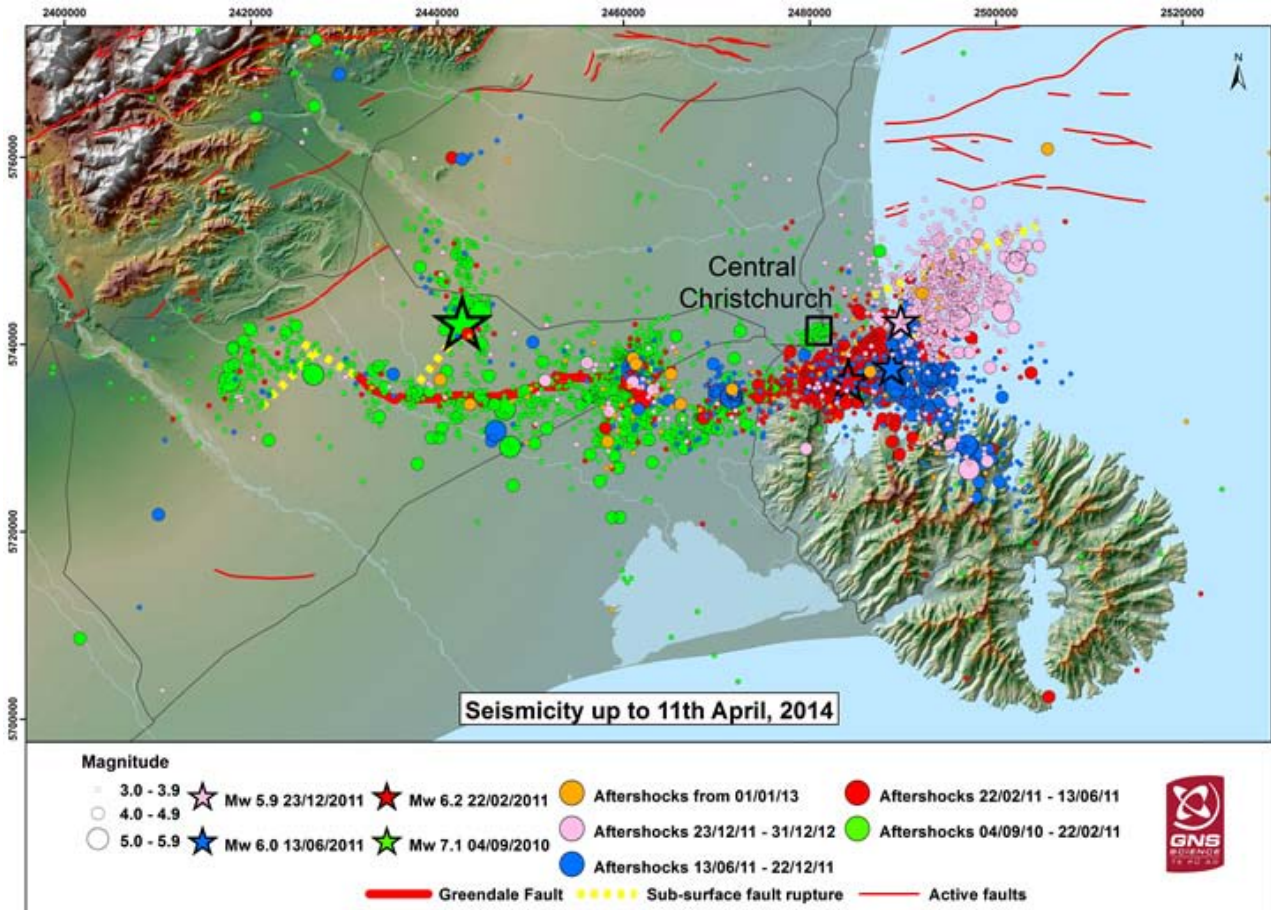 2400000 2420000 2440000 2460000 2480000 2500000 2520000
N
5760000
5740000
5720000
5700000
Central
Christchurch
Seismicity up to 11th April, 2014
Magnitude
3.0 - 3.9
4.0 - 4.9
5.0 - 5.9
Mw 5.9 23/12/2011
Mw 6.0 13/06/2011
Mw 6.2 22/02/2011
Mw 7.1 04/09/2010
Aftershocks from 01/01/13
Aftershocks 23/12/11 - 31/12/12
Aftershocks 13/06/11 - 22/12/11
Aftershocks 22/02/11 - 13/06/11
Aftershocks 04/09/10 - 22/02/11
Greendale Fault
Sub-surface fault rupture
Active faults
GNS
SCIENCE
TE PŪ AO